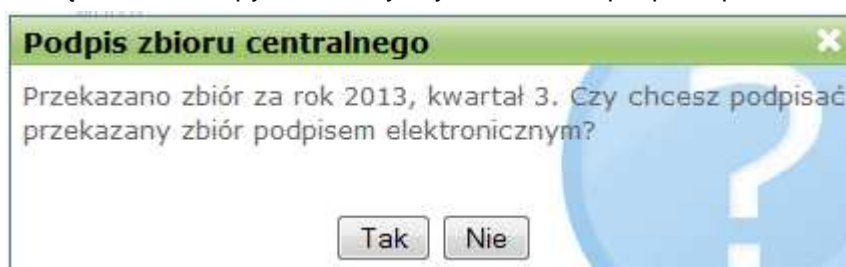 Podpis zbioru centralnego
Przekazano zbiór za rok 2013, kwartał 3. Czy chcesz podpisać
przekazany zbiór podpisem elektronicznym?
Tak Nie